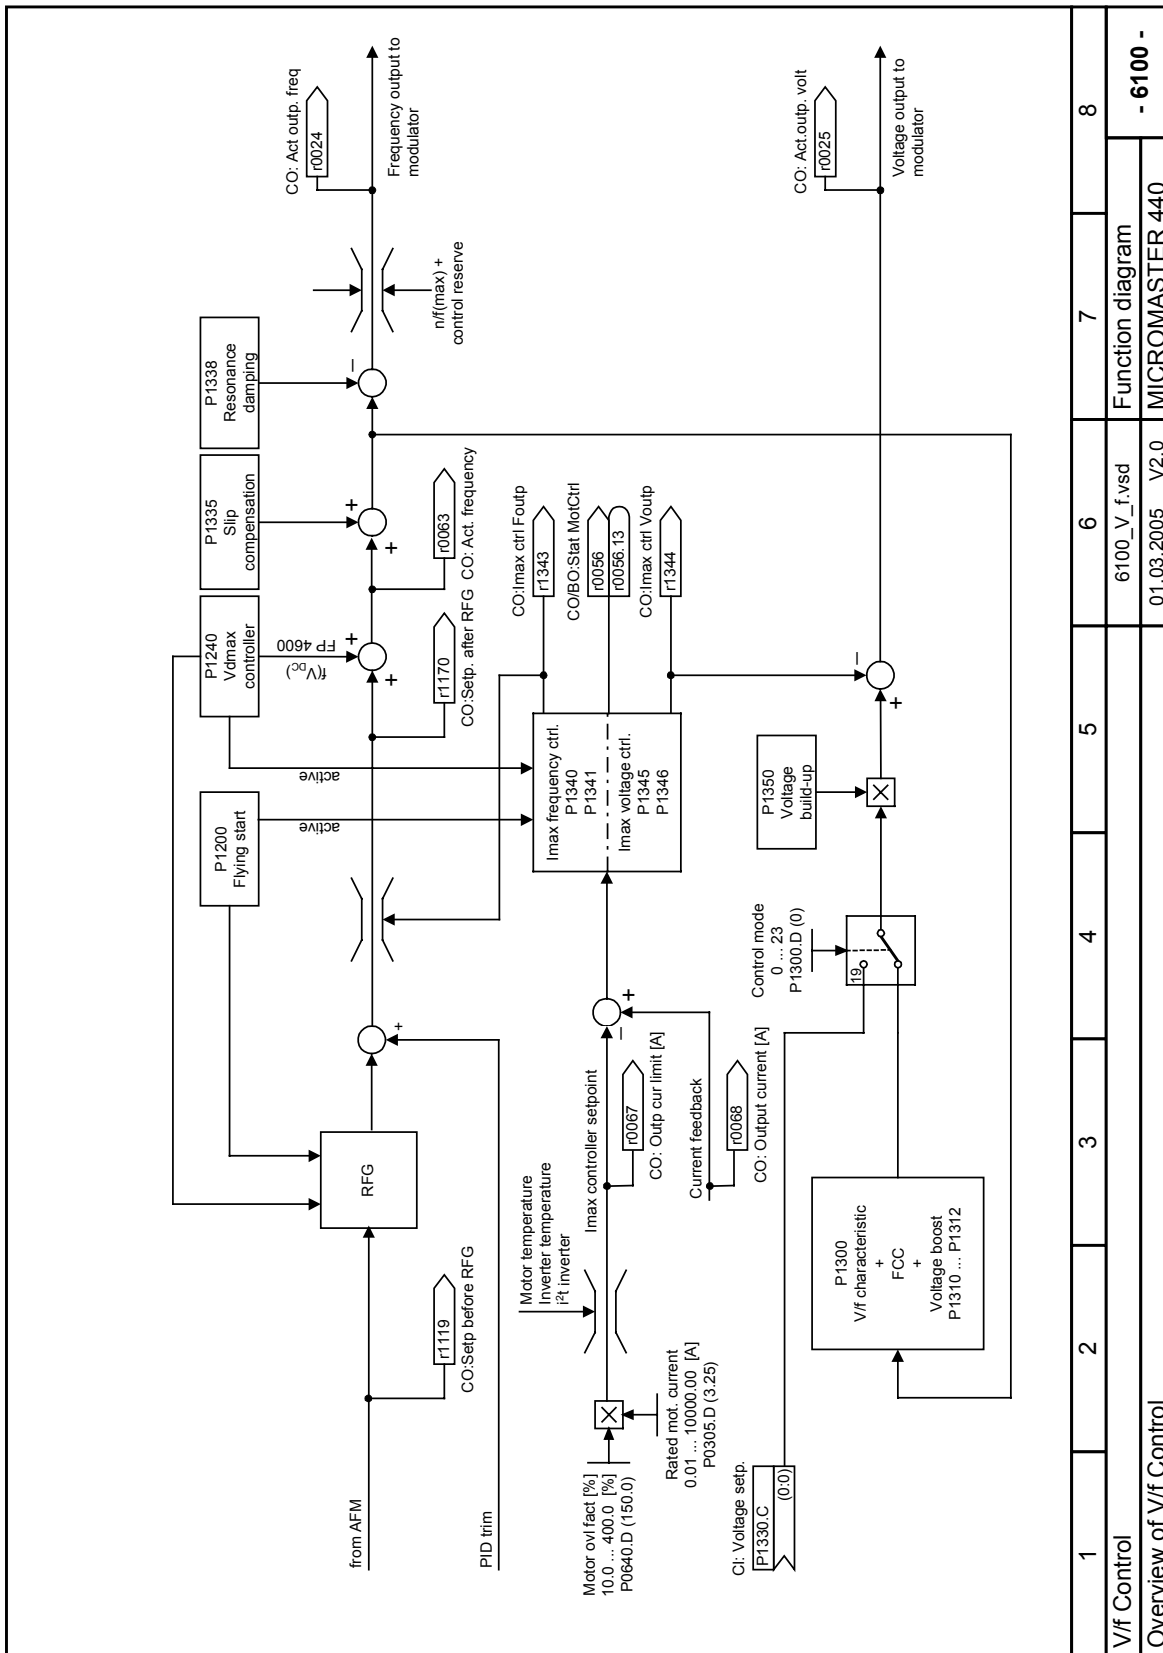 from AFM
r1119
CO:Setp before RFG
PID trim
RFG
+
P1200
Flying start
active
P1240
Vdmax
controller
active
f(VDC)
FP 4600
+
+
r1170
CO:Setp. after RFG
P1335
Slip
compensation
+
+
r0063
CO: Act. frequency
P1338
Resonance
damping
–
n/f(max) +
control reserve
CO: Act outp. freq
r0024
Frequency output to
modulator
Motor ovl fact [%]
10.0 ... 400.0 [%]
P0640.D (150.0)
Rated mot. current
0.01 ... 10000.00 [A]
P0305.D (3.25)
Motor temperature
Inverter temperature
i²t inverter
Imax controller setpoint
r0067
CO: Outp cur limit [A]
–
+
Current feedback
r0068
CO: Output current [A]
Imax frequency ctrl.
P1340
P1341
Imax voltage ctrl.
P1345
P1346
CO:Imax ctrl Foutp
r1343
CO/BO:Stat MotCtrl
r0056
r0056.13
CO:Imax ctrl Voutp
r1344
CI: Voltage setp.
P1330.C
(0:0)
P1300
V/f characteristic
+
FCC
+
Voltage boost
P1310 ... P1312
Control mode
0 ... 23
P1300.D (0)
19
P1350
Voltage
build-up
+
–
CO: Act.outp. volt
r0025
Voltage output to
modulator
1 2 3 4 5 6 7 8
V/f Control
6100_V_f.vsd
Function diagram
- 6100 -
Overview of V/f Control
01.03.2005 V2.0
MICROMASTER 440